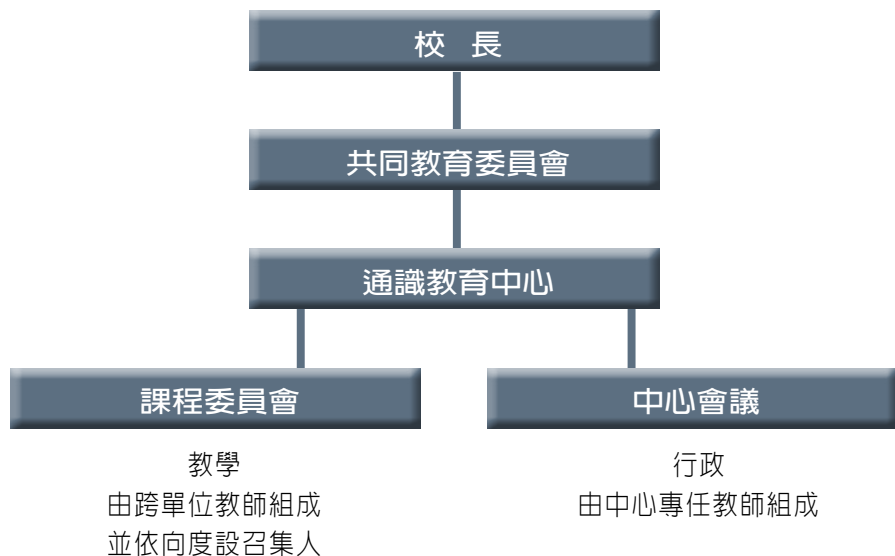 校 長
共同教育委員會
通識教育中心
課程委員會
中心會議
教學
由跨單位教師組成
並依向度設召集人
行政
由中心專任教師組成